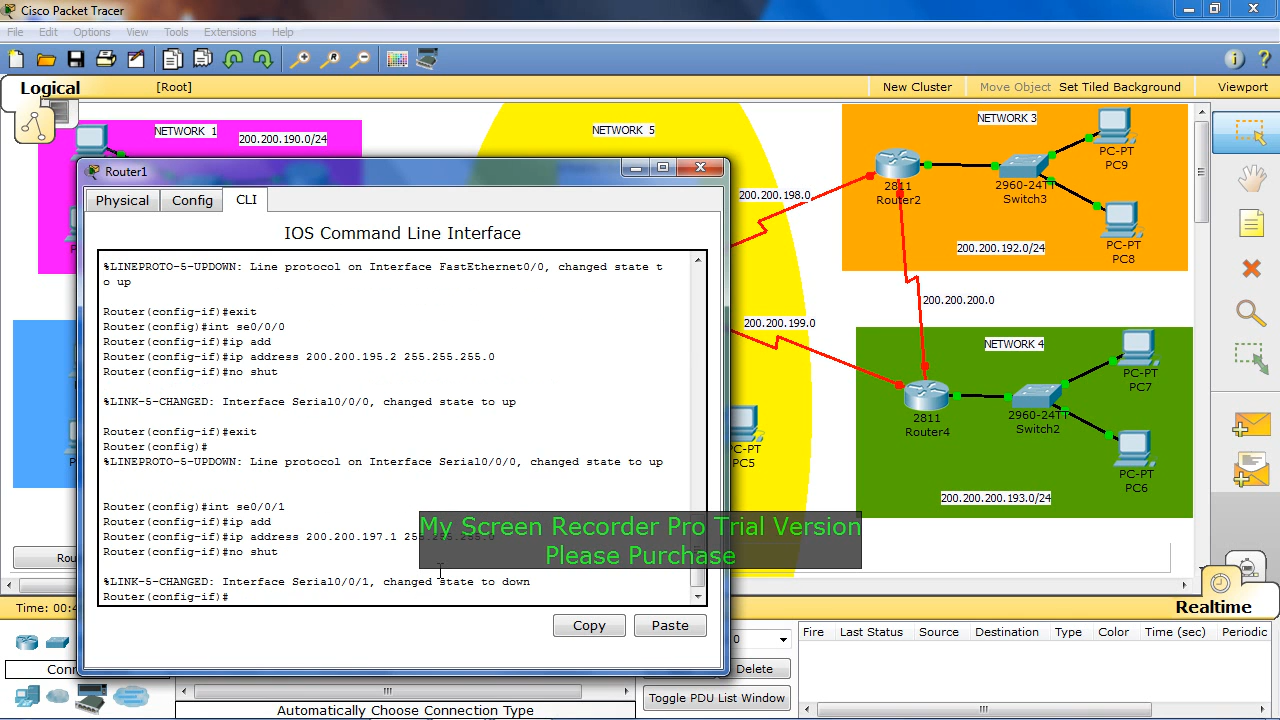 Cisco Packet Tracer
File Edit Options View Tools Extensions Help
Logical
[Root]
New Cluster
Move Object
Set Tiled Background
Viewport
NETWORK 1
200.200.190.0/24
NETWORK 5
NETWORK 3
PC-PT
PC9
2811
Router2
2960-24TT
Switch3
200.200.198.0
PC-PT
PC8
200.200.192.0/24
200.200.200.0
200.200.199.0
NETWORK 4
PC-PT
PC7
2811
Router4
2960-24TT
Switch2
PC-PT
PC5
PC-PT
PC6
200.200.200.193.0/24
Router1
Physical
Config
CLI
IOS Command Line Interface
%LINEPROTO-5-UPDOWN: Line protocol on Interface FastEthernet0/0, changed state t
o up
Router(config-if)#exit
Router(config)#int se0/0/0
Router(config-if)#ip add
Router(config-if)#ip address 200.200.195.2 255.255.255.0
Router(config-if)#no shut
%LINK-5-CHANGED: Interface Serial0/0/0, changed state to up
Router(config-if)#exit
Router(config)#
%LINEPROTO-5-UPDOWN: Line protocol on Interface Serial0/0/0, changed state to up
Router(config)#int se0/0/1
Router(config-if)#ip add
Router(config-if)#ip address 200.200.197.1 255.255.255.0
Router(config-if)#no shut
%LINK-5-CHANGED: Interface Serial0/0/1, changed state to down
Router(config-if)#
My Screen Recorder Pro Trial Version
Please Purchase
Copy
Paste
Rou
Time: 00:4
Realtime
Conn
0
Delete
Toggle PDU List Window
Automatically Choose Connection Type
Fire Last Status Source Destination Type Color Time (sec) Periodic